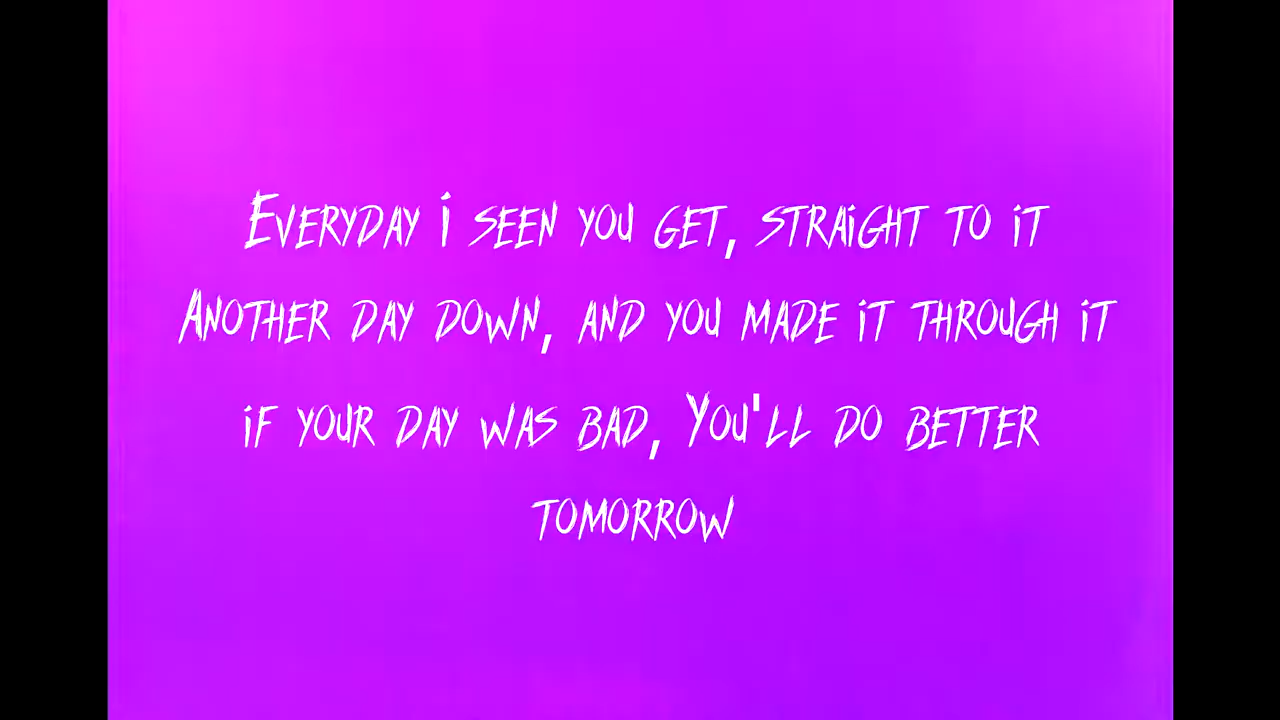 Everyday i seen you get, straight to it
Another day down, and you made it through it
if your day was bad, You'll do better
tomorrow